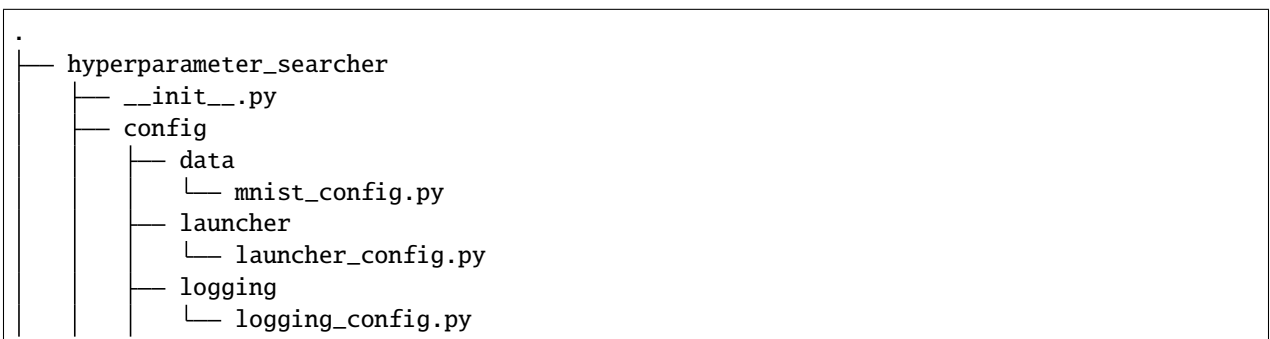 .
├── hyperparameter_searcher
│   ├── __init__.py
│   ├── config
│   │   ├── data
│   │   │   └── mnist_config.py
│   │   ├── launcher
│   │   │   └── launcher_config.py
│   │   ├── logging
│   │   │   └── logging_config.py